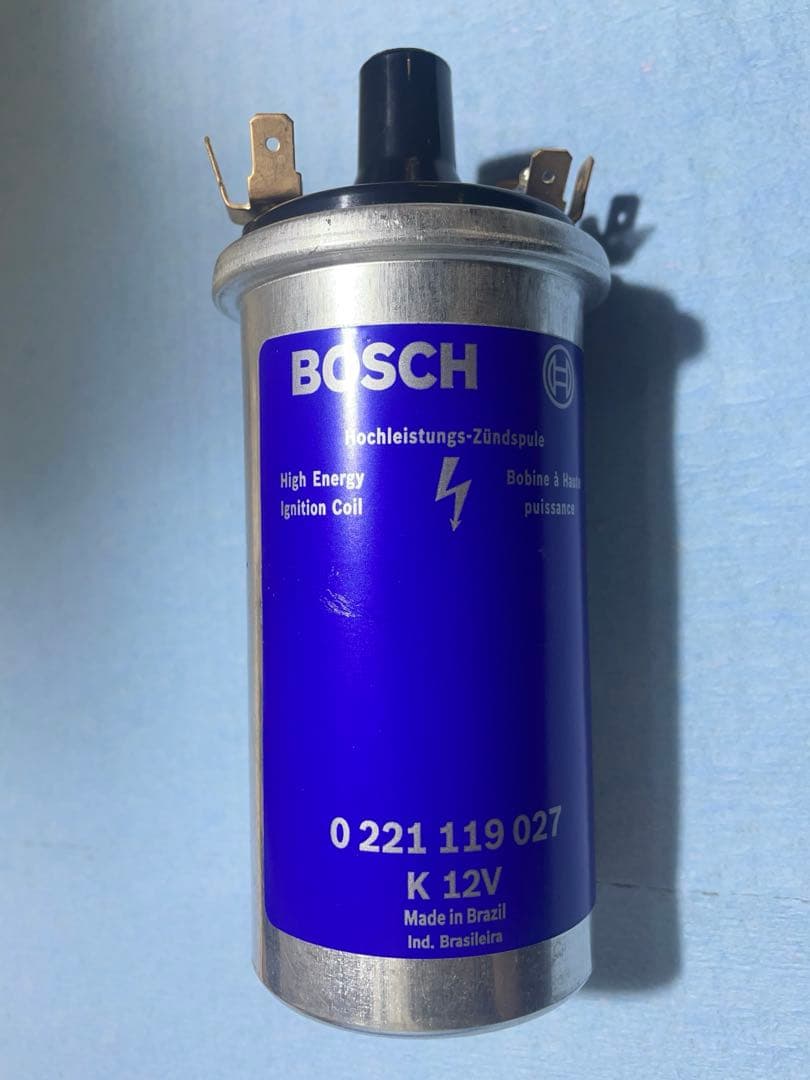 BOSCH
Hochleistungs-Zündspule
High Energy
Ignition Coil
Bobine à Haute
puissance
0 221 119 027
K 12V
Made in Brazil
Ind. Brasileira